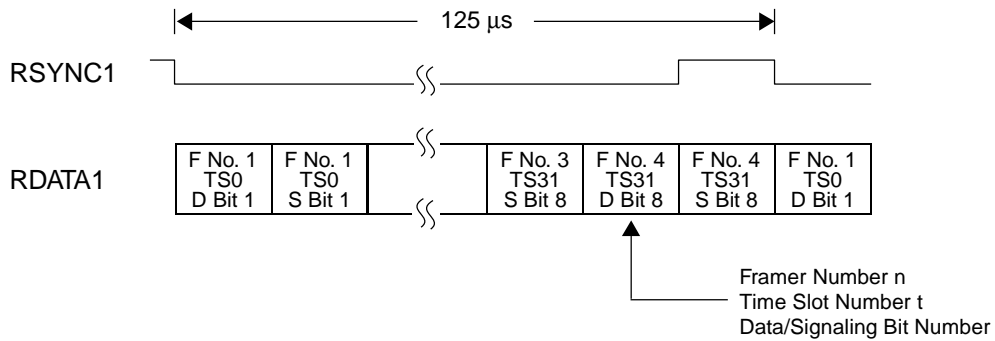 125 μs
RSYNC1
RDATA1
F No. 1
TS0
D Bit 1
F No. 1
TS0
S Bit 1
F No. 3
TS31
S Bit 8
F No. 4
TS31
D Bit 8
F No. 4
TS31
S Bit 8
F No. 1
TS0
D Bit 1
Framer Number n
Time Slot Number t
Data/Signaling Bit Number